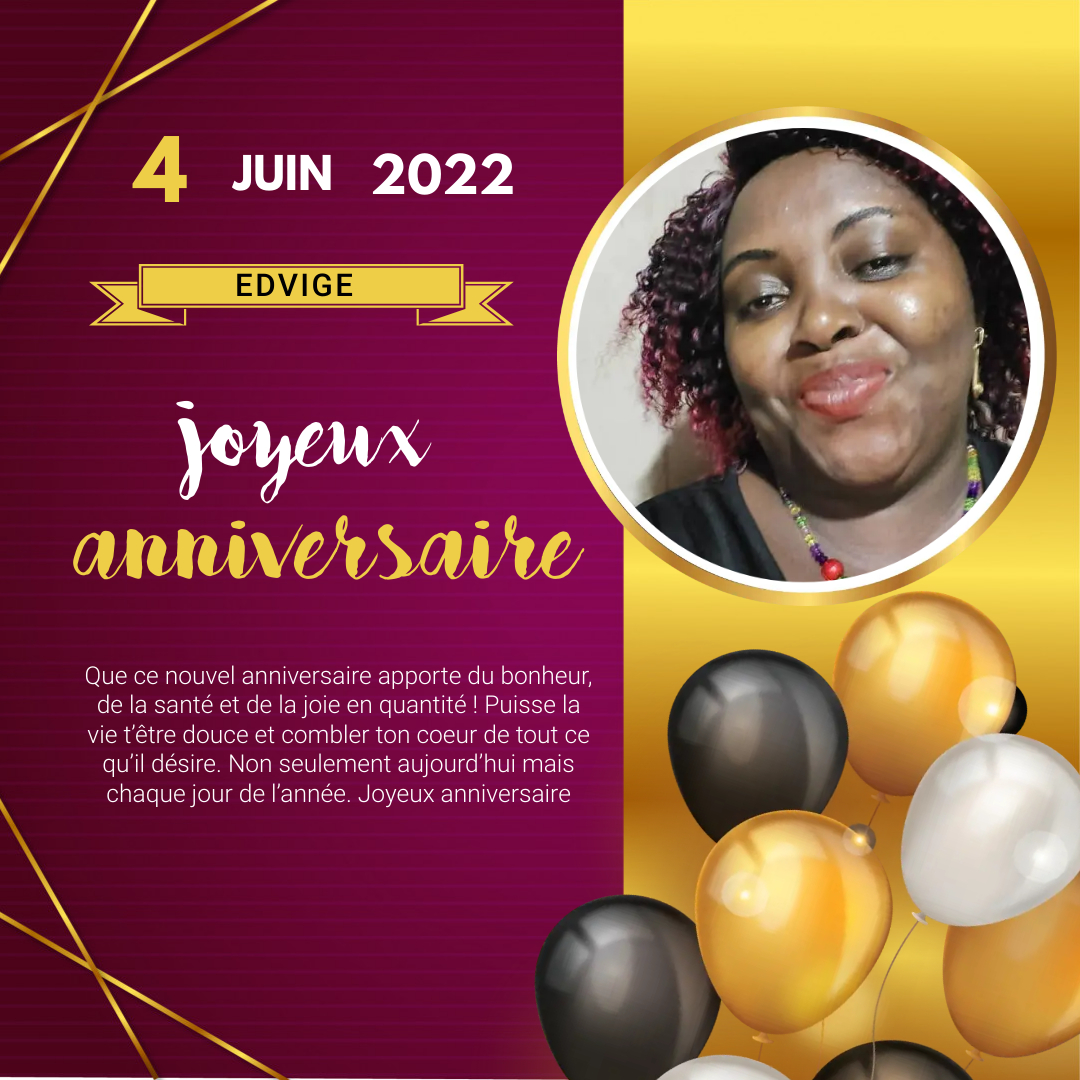 4 JUIN 2022
EDVIGE
joyeux
anniversaire
Que ce nouvel anniversaire apporte du bonheur,
de la santé et de la joie en quantité ! Puisse la
vie t’être douce et combler ton coeur de tout ce
qu’il désire. Non seulement aujourd’hui mais
chaque jour de l’année. Joyeux anniversaire